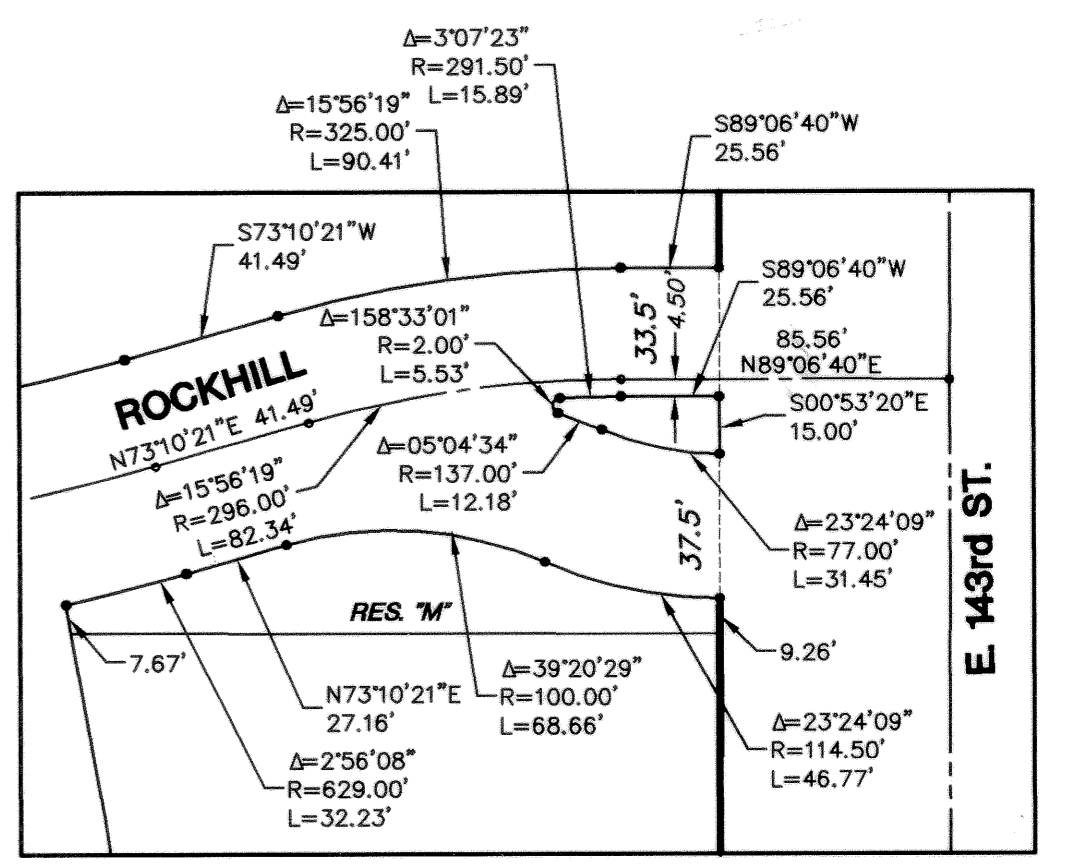 Δ=3°07'23"
R=291.50'
L=15.89'
Δ=15°56'19"
R=325.00'
L=90.41'
S89°06'40"W
25.56'
S73°10'21"W
41.49'
S89°06'40"W
25.56'
33.5'
4.50'
85.56'
N89°06'40"E
Δ=158°33'01"
R=2.00'
L=5.53'
ROCKHILL
N73°10'21"E 41.49'
S00°53'20"E
15.00'
Δ=15°56'19"
R=296.00'
L=82.34'
Δ=05°04'34"
R=137.00'
L=12.18'
37.5'
Δ=23°24'09"
R=77.00'
L=31.45'
E. 143rd ST.
RES. "M"
7.67'
9.26'
N73°10'21"E
27.16'
Δ=39°20'29"
R=100.00'
L=68.66'
Δ=23°24'09"
R=114.50'
L=46.77'
Δ=2°56'08"
R=629.00'
L=32.23'